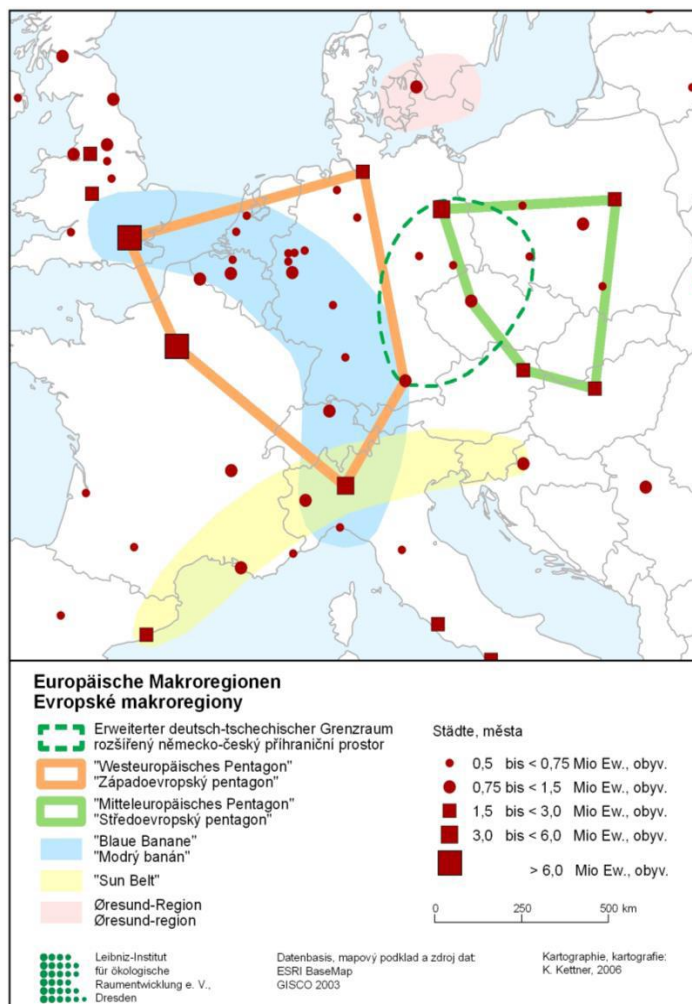 Europäische Makroregionen
Evropské makroregiony
Erweiterter deutsch-tschechischer Grenzraum
rozšířený německo-český příhraniční prostor
"Westeuropäisches Pentagon"
"Západoevropský pentagon"
"Mitteleuropäisches Pentagon"
"Středoevropský pentagon"
"Blaue Banane"
"Modrý banán"
"Sun Belt"
Øresund-Region
Øresund-region
Städte, města
0,5 bis < 0,75 Mio Ew., obyv.
0,75 bis < 1,5 Mio Ew., obyv.
1,5 bis < 3,0 Mio Ew., obyv.
3,0 bis < 6,0 Mio Ew., obyv.
> 6,0 Mio Ew., obyv.
0 250 500 km
Leibniz-Institut
für ökologische
Raumentwicklung e. V.,
Dresden
Datenbasis, mapový podklad a zdroj dat:
ESRI BaseMap
GISCO 2003
Kartographie, kartografie:
K. Kettner, 2006